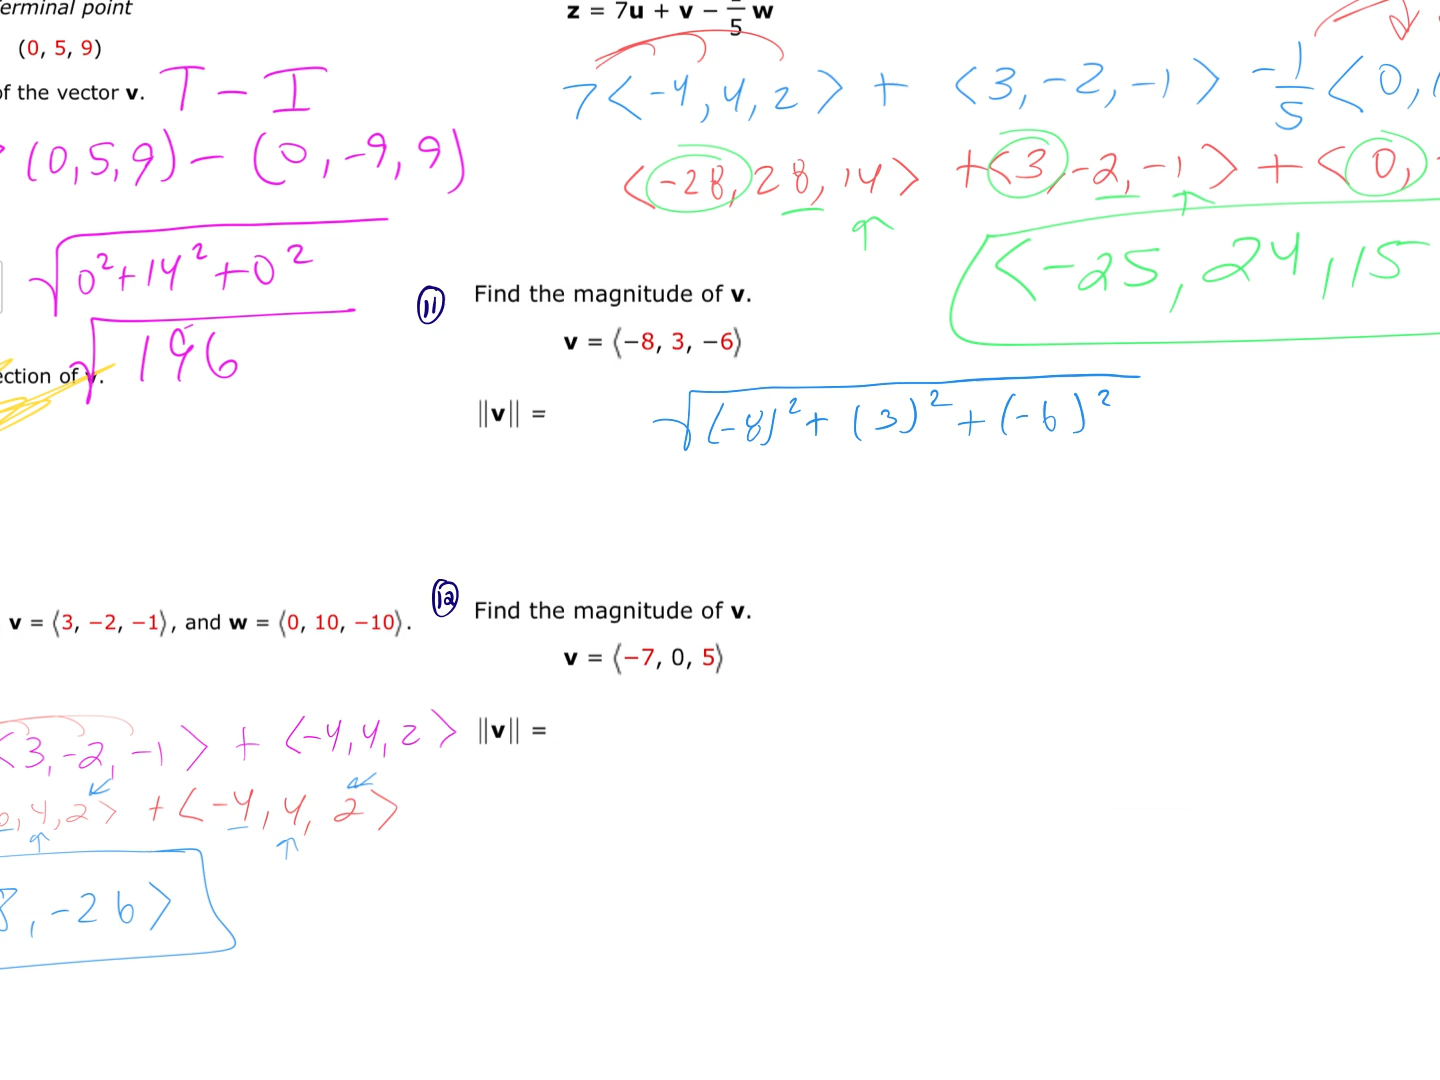 erminal point
(0, 5, 9)
of the vector v. T - I
(0,5,9) - (0,-9,9)
√0²+14²+0²
√196
ection of v.
z = 7u + v − /5 w
7<-4,4,2> + <3,-2,-1> -1/5 <0,
<-28,28,14> +<3,-2,-1> + <0,
<-25,24,15
11 Find the magnitude of v.
v = ⟨−8, 3, −6⟩
||v|| = √(-8)²+(3)²+(-6)²
v = ⟨3, −2, −1⟩, and w = ⟨0, 10, −10⟩.
<3,-2,-1> + <-4,4,2>
,4,2> +<-4,4,2>
8,-26>
12 Find the magnitude of v.
v = ⟨−7, 0, 5⟩
||v|| =